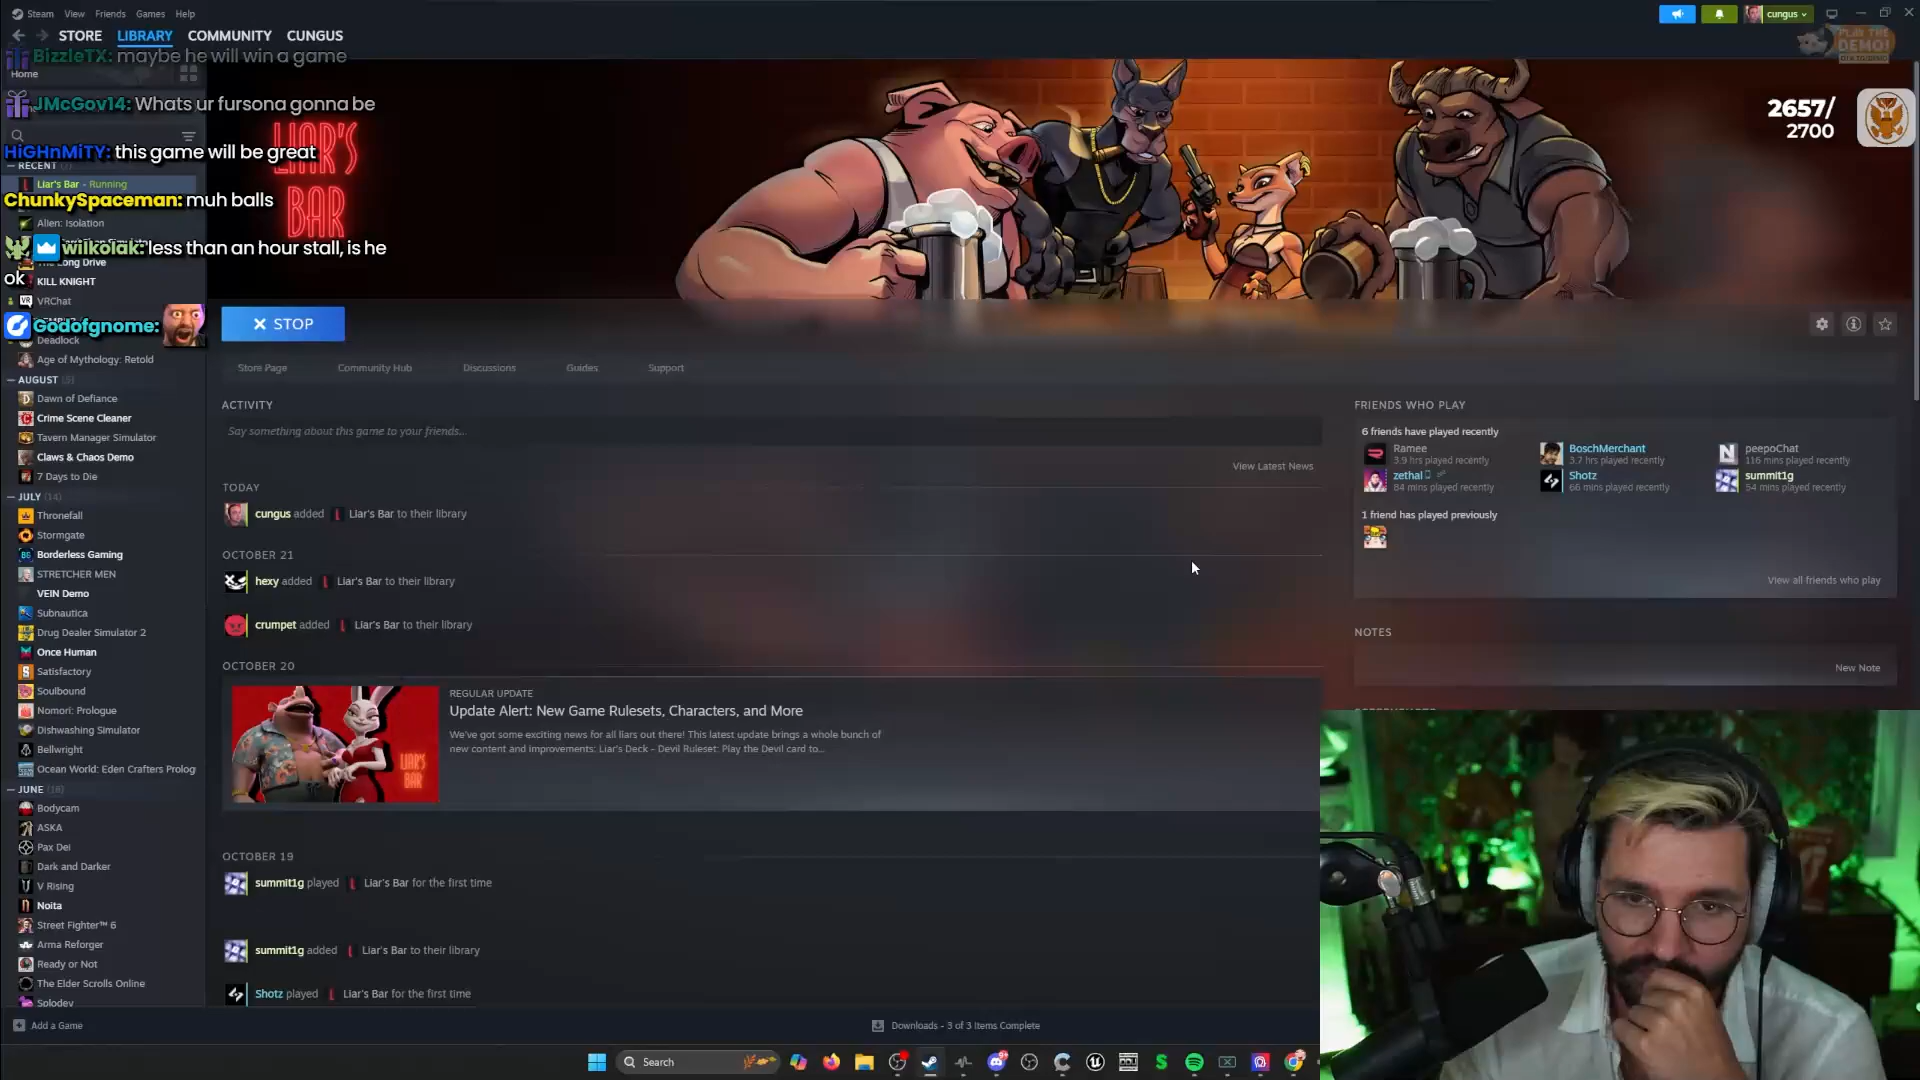 Steam View Friends Games Help
cungus
STORE LIBRARY COMMUNITY CUNGUS
PLAY THE
DEMO!
BizzleTX: maybe he will win a game
Home
JMcGov14: Whats ur fursona gonna be
2657/
2700
LIAR'S
BAR
HiGHnMiTY: this game will be great
RECENT
Liar's Bar - Running
ChunkySpaceman: muh balls
Alien: Isolation
wilkolak: less than an hour stall, is he
ok
The Long Drive
KILL KNIGHT
VRChat
Godofgnome:
Deadlock
Age of Mythology: Retold
AUGUST (5)
Dawn of Defiance
Crime Scene Cleaner
Tavern Manager Simulator
Claws & Chaos Demo
7 Days to Die
JULY (14)
Thronefall
Stormgate
Borderless Gaming
STRETCHER MEN
VEIN Demo
Subnautica
Drug Dealer Simulator 2
Once Human
Satisfactory
Soulbound
Nomori: Prologue
Dishwashing Simulator
Bellwright
Ocean World: Eden Crafters Prolog
JUNE (18)
Bodycam
ASKA
Pax Dei
Dark and Darker
V Rising
Noita
Street Fighter™ 6
Arma Reforger
Ready or Not
The Elder Scrolls Online
Splodey
Add a Game
STOP
Store Page Community Hub Discussions Guides Support
ACTIVITY
Say something about this game to your friends...
View Latest News
TODAY
cungus added Liar's Bar to their library
OCTOBER 21
hexy added Liar's Bar to their library
crumpet added Liar's Bar to their library
OCTOBER 20
REGULAR UPDATE
Update Alert: New Game Rulesets, Characters, and More
We've got some exciting news for all liars out there! This latest update brings a whole bunch of
new content and improvements: Liar's Deck - Devil Ruleset: Play the Devil card to...
LIAR'S
BAR
OCTOBER 19
summit1g played Liar's Bar for the first time
summit1g added Liar's Bar to their library
Shotz played Liar's Bar for the first time
FRIENDS WHO PLAY
6 friends have played recently
Ramee
3.9 hrs played recently
BoschMerchant
3.7 hrs played recently
peepoChat
116 mins played recently
zethal
84 mins played recently
Shotz
66 mins played recently
summit1g
54 mins played recently
1 friend has played previously
View all friends who play
NOTES
New Note
Downloads - 3 of 3 Items Complete
Search